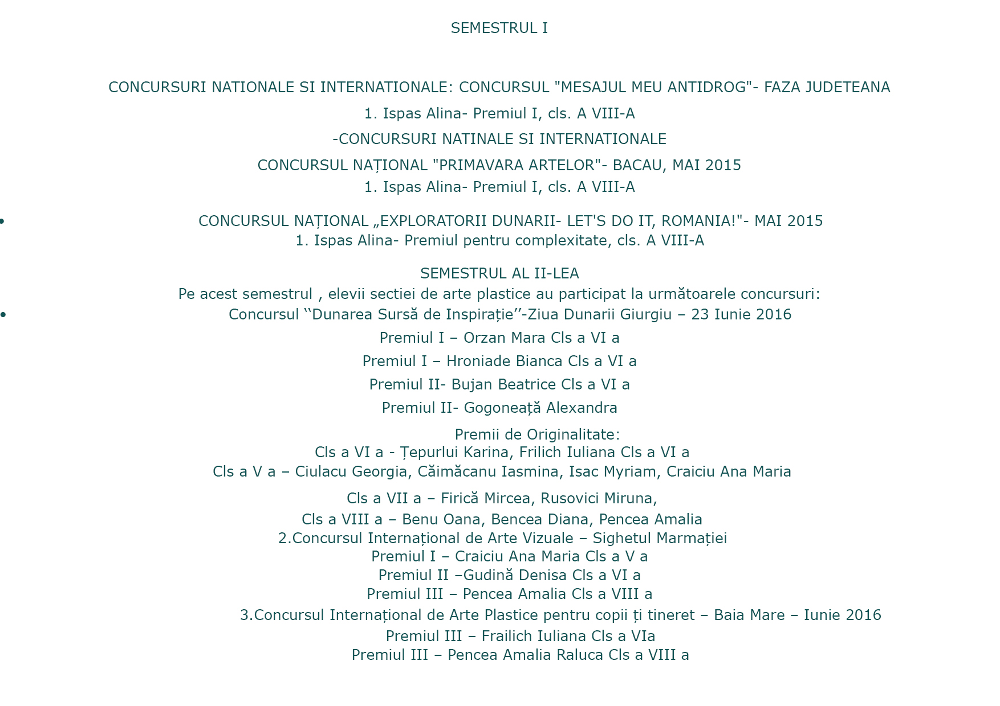 SEMESTRUL I
CONCURSURI NATIONALE SI INTERNATIONALE: CONCURSUL "MESAJUL MEU ANTIDROG"- FAZA JUDETEANA
1. Ispas Alina- Premiul I, cls. A VIII-A
-CONCURSURI NATINALE SI INTERNATIONALE
CONCURSUL NAȚIONAL "PRIMAVARA ARTELOR"- BACAU, MAI 2015
1. Ispas Alina- Premiul I, cls. A VIII-A
• CONCURSUL NAȚIONAL „EXPLORATORII DUNARII- LET'S DO IT, ROMANIA!"- MAI 2015
1. Ispas Alina- Premiul pentru complexitate, cls. A VIII-A
SEMESTRUL AL II-LEA
Pe acest semestrul , elevii sectiei de arte plastice au participat la următoarele concursuri:
• Concursul ‘‘Dunarea Sursă de Inspirație’’-Ziua Dunarii Giurgiu – 23 Iunie 2016
Premiul I – Orzan Mara Cls a VI a
Premiul I – Hroniade Bianca Cls a VI a
Premiul II- Bujan Beatrice Cls a VI a
Premiul II- Gogoneață Alexandra
Premii de Originalitate:
Cls a VI a - Țepurlui Karina, Frilich Iuliana Cls a VI a
Cls a V a – Ciulacu Georgia, Căimăcanu Iasmina, Isac Myriam, Craiciu Ana Maria
Cls a VII a – Firică Mircea, Rusovici Miruna,
Cls a VIII a – Benu Oana, Bencea Diana, Pencea Amalia
2.Concursul Internațional de Arte Vizuale – Sighetul Marmației
Premiul I – Craiciu Ana Maria Cls a V a
Premiul II –Gudină Denisa Cls a VI a
Premiul III – Pencea Amalia Cls a VIII a
3.Concursul Internațional de Arte Plastice pentru copii ți tineret – Baia Mare – Iunie 2016
Premiul III – Frailich Iuliana Cls a VIa
Premiul III – Pencea Amalia Raluca Cls a VIII a